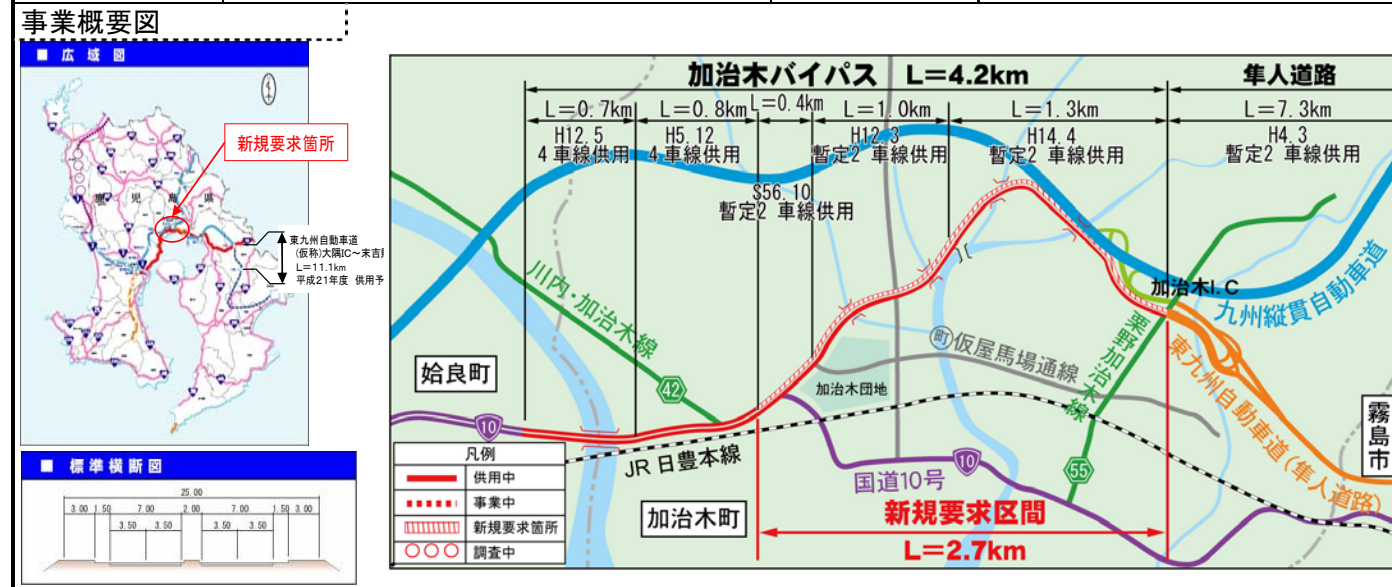 事業概要図
■ 広域図
新規要求箇所
鹿児島県
東九州自動車道
(仮称)大隅IC～末吉
L=11.1km
平成21年度 供用予
■ 標準横断図
25.00
3.00 1.50 7.00 2.00 7.00 1.50 3.00
3.50 3.50 3.50 3.50
加治木バイパス L=4.2km
隼人道路
L=0.7km L=0.8km L=0.4km L=1.0km L=1.3km L=7.3km
H12.5 H5.12 H12.3 H14.4 H4.3
4車線供用 4車線供用 暫定2車線供用 暫定2車線供用 暫定2車線供用
S56.10
暫定2車線供用
川内・加治木線
42
加治木I.C
九州縦貫自動車道
栗野加治木線
町 仮屋馬場通線
東九州自動車道(隼人道路)
始良町
加治木団地
霧島市
10
JR日豊本線
国道10号
10
55
加治木町
新規要求区間
L=2.7km
凡例
供用中
事業中
新規要求箇所
調査中